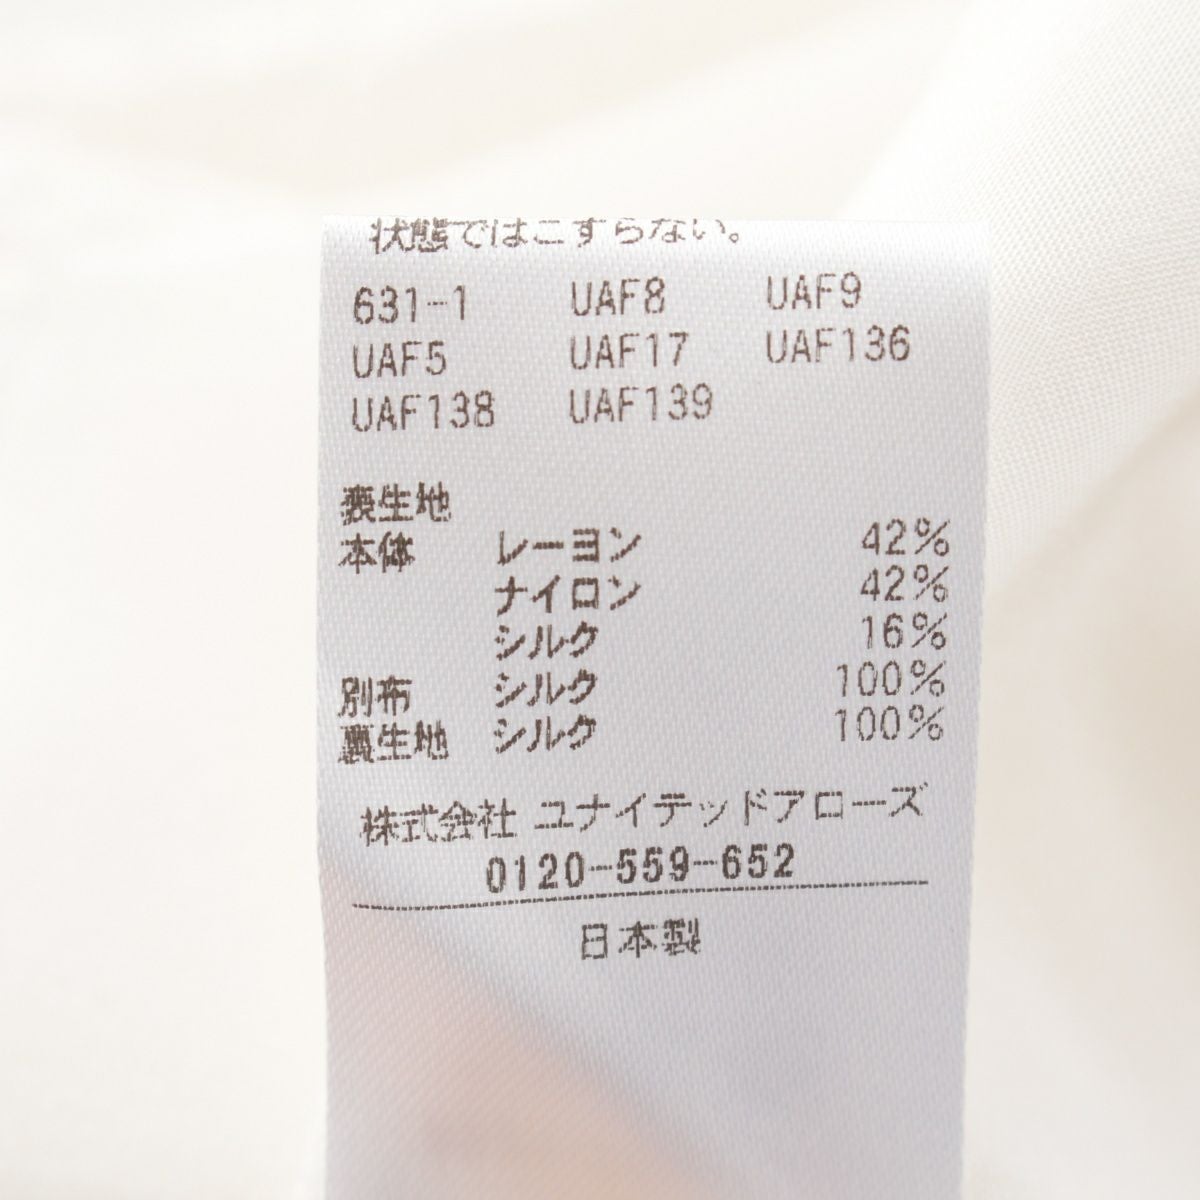 状態ではこすらない。
631-1 UAF8 UAF9
UAF5 UAF17 UAF136
UAF138 UAF139
表生地
本体 レーヨン 42%
ナイロン 42%
シルク 16%
別布 シルク 100%
裏生地 シルク 100%
株式会社 ユナイテッドアローズ
0120-559-652
日本製